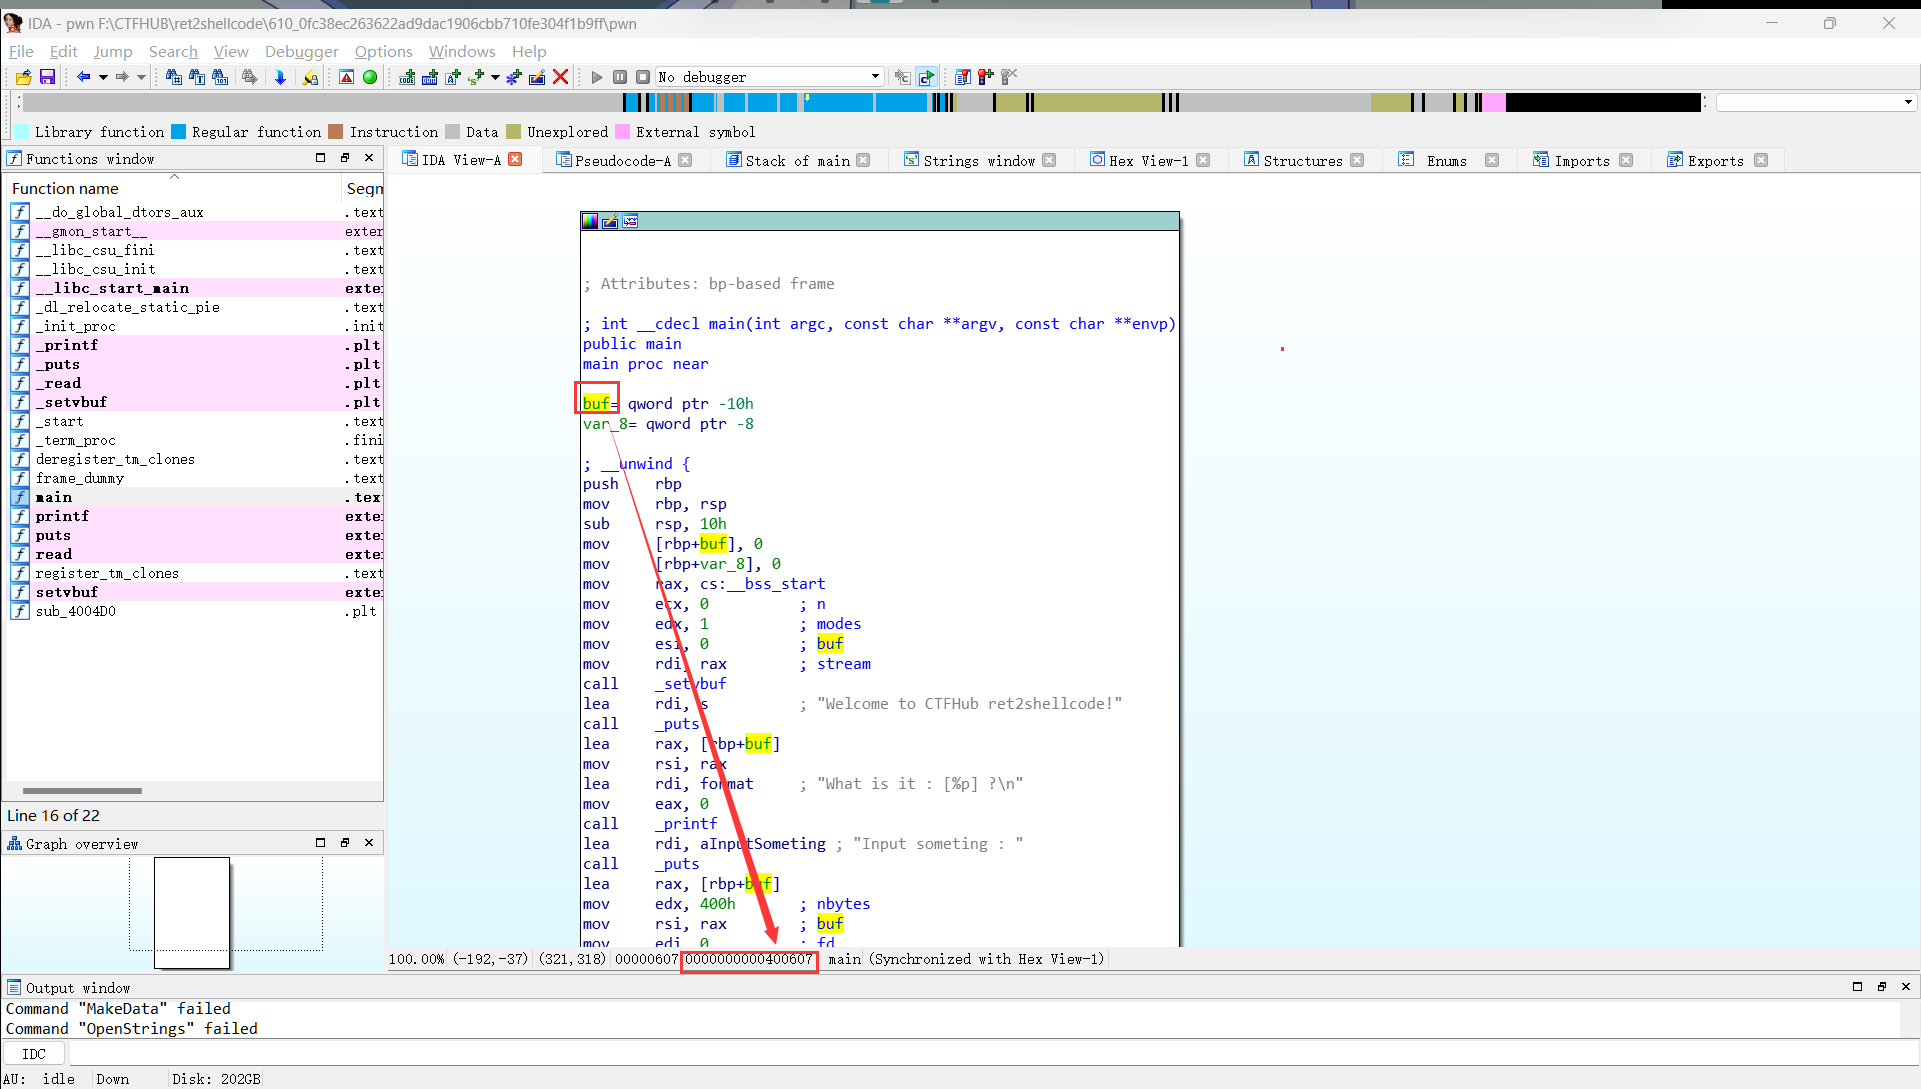 IDA - pwn F:\CTFHUB\ret2shellcode\610_0fc38ec263622ad9dac1906cbb710fe304f1b9ff\pwn
File Edit Jump Search View Debugger Options Windows Help
No debugger
Library function Regular function Instruction Data Unexplored External symbol
Functions window
IDA View-A Pseudocode-A Stack of main Strings window Hex View-1 Structures Enums Imports Exports
Function name Segm
__do_global_dtors_aux .text
__gmon_start__ exter
__libc_csu_fini .text
__libc_csu_init .text
__libc_start_main exte
_dl_relocate_static_pie .text
_init_proc .init
_printf .plt
_puts .plt
_read .plt
_setvbuf .plt
_start .text
_term_proc .fini
deregister_tm_clones .text
frame_dummy .text
main .tex
printf exte
puts exte
read exte
register_tm_clones .text
setvbuf exte
sub_4004D0 .plt
Line 16 of 22
Graph overview
; Attributes: bp-based frame
; int __cdecl main(int argc, const char **argv, const char **envp)
public main
main proc near
buf= qword ptr -10h
var_8= qword ptr -8
; __unwind {
push rbp
mov rbp, rsp
sub rsp, 10h
mov [rbp+buf], 0
mov [rbp+var_8], 0
mov rax, cs:__bss_start
mov ecx, 0 ; n
mov edx, 1 ; modes
mov esi, 0 ; buf
mov rdi, rax ; stream
call _setvbuf
lea rdi, s ; "Welcome to CTFHub ret2shellcode!"
call _puts
lea rax, [rbp+buf]
mov rsi, rax
lea rdi, format ; "What is it : [%p] ?\n"
mov eax, 0
call _printf
lea rdi, aInputSometing ; "Input someting : "
call _puts
lea rax, [rbp+buf]
mov edx, 400h ; nbytes
mov rsi, rax ; buf
mov edi, 0 ; fd
100.00% (-192,-37) (321,318) 00000607 0000000000400607 main (Synchronized with Hex View-1)
Output window
Command "MakeData" failed
Command "OpenStrings" failed
IDC
AU: idle Down Disk: 202GB